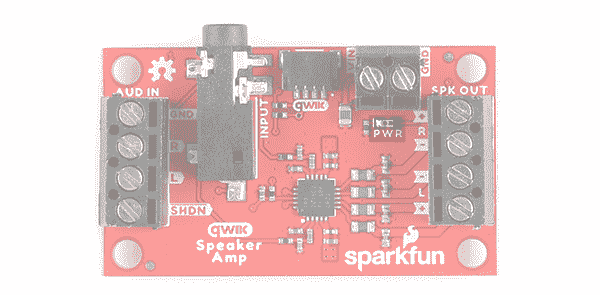 VIN
GND
AUD IN
SPK OUT
GND
INPUT
qwiic
+
PWR
R
R
-
-
L
L
SHDN
+
qwiic
Speaker
Amp
sparkfun